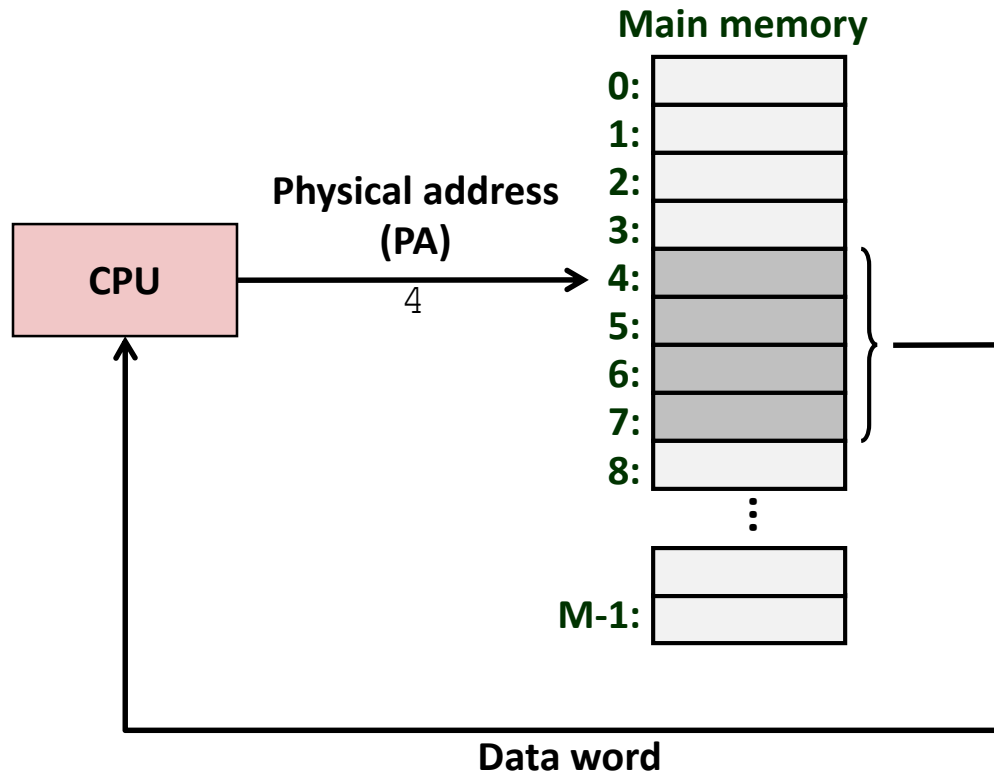 Main memory
0:
1:
2:
3:
4:
5:
6:
7:
8:
⋮
M-1:
Physical address
(PA)
4
CPU
Data word